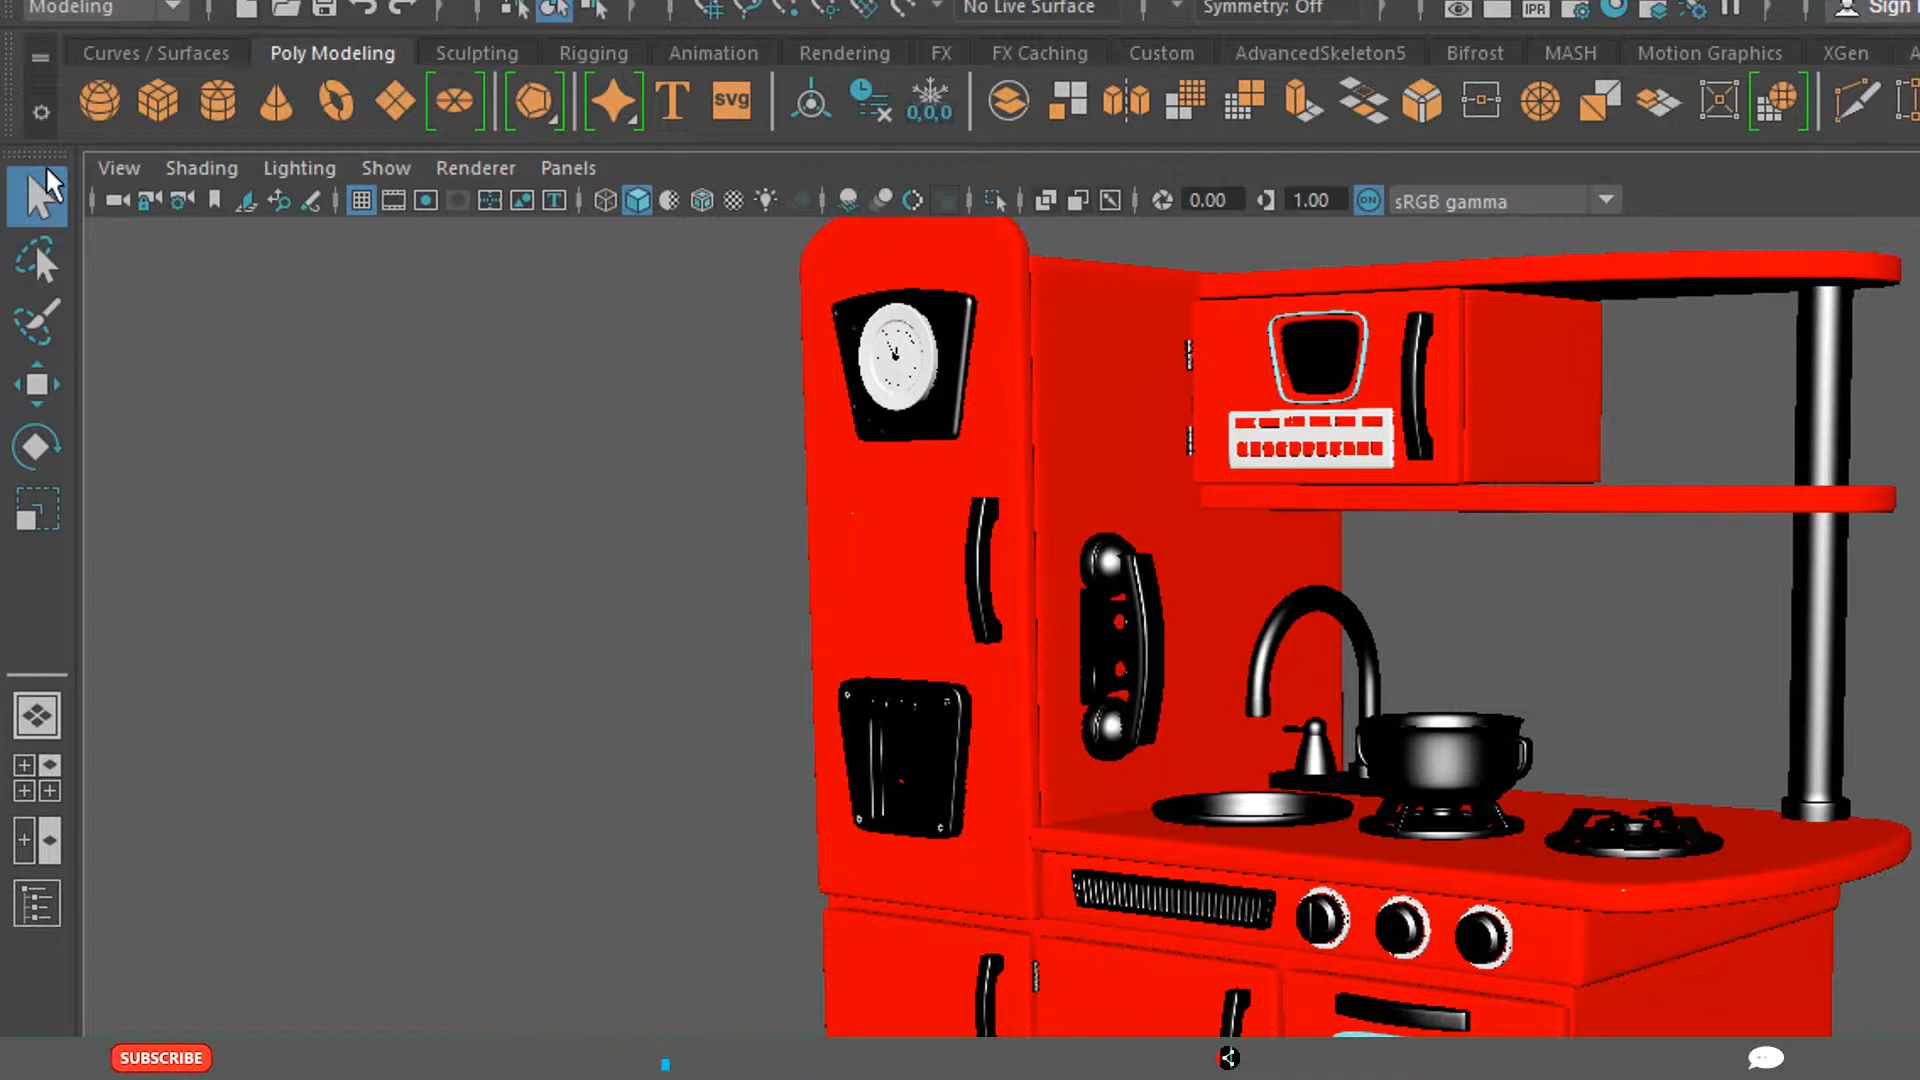 Modeling
No Live Surface
Symmetry: Off
IPR
Sign
Curves / Surfaces
Poly Modeling
Sculpting
Rigging
Animation
Rendering
FX
FX Caching
Custom
AdvancedSkeleton5
Bifrost
MASH
Motion Graphics
XGen
A
T
SVG
0,0,0
View
Shading
Lighting
Show
Renderer
Panels
T
0.00
1.00
ON
sRGB gamma
SUBSCRIBE